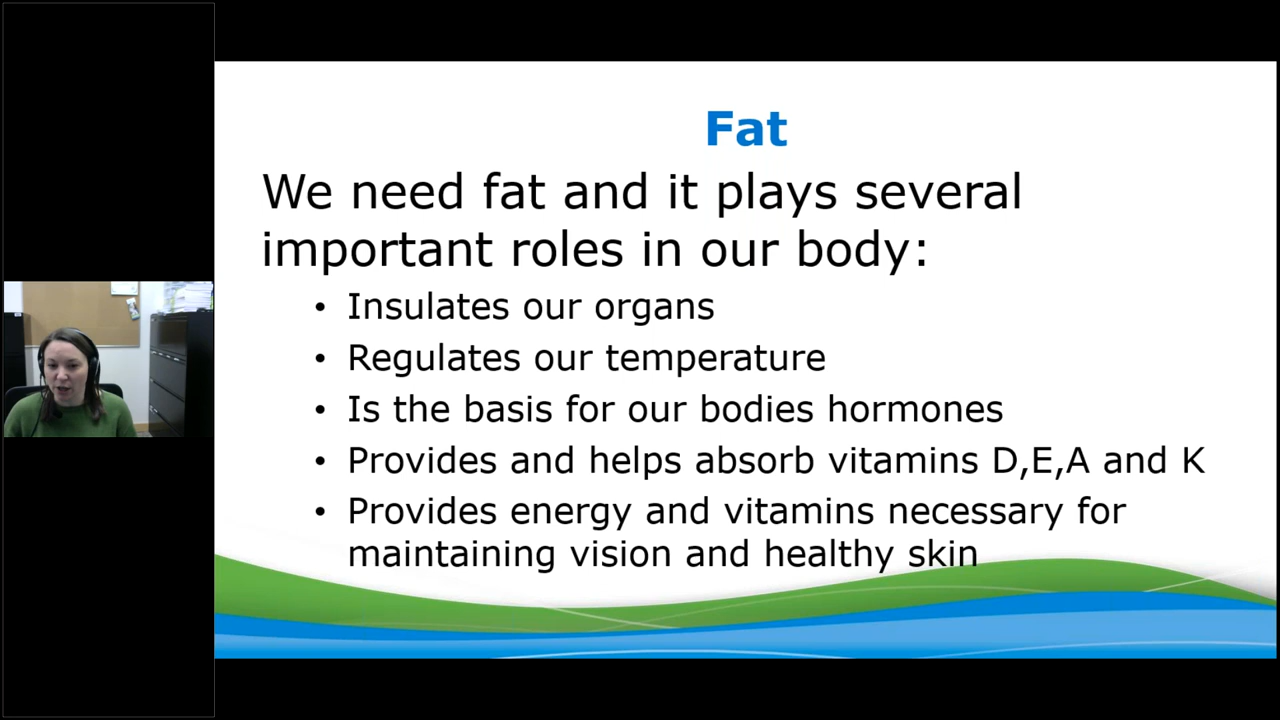 Fat
We need fat and it plays several
important roles in our body:
• Insulates our organs
• Regulates our temperature
• Is the basis for our bodies hormones
• Provides and helps absorb vitamins D,E,A and K
• Provides energy and vitamins necessary for
maintaining vision and healthy skin